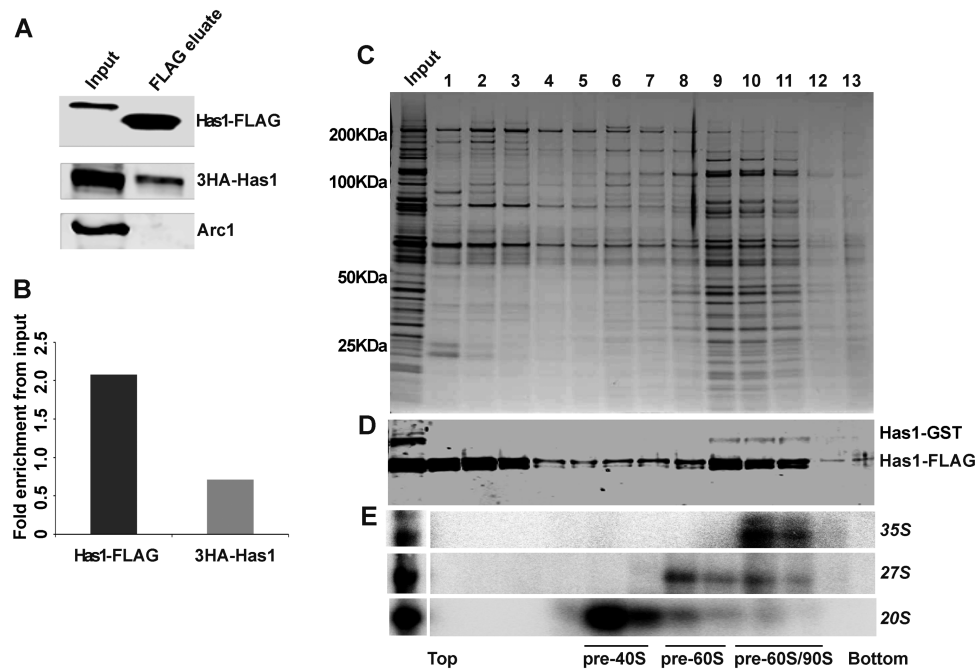 A
Input
FLAG eluate
Has1-FLAG
3HA-Has1
Arc1
B
Fold enrichment from input
2.5
2.0
1.5
1.0
0.5
0
Has1-FLAG
3HA-Has1
C
Input
1 2 3 4 5 6 7 8 9 10 11 12 13
200KDa
100KDa
50KDa
25KDa
D
Has1-GST
Has1-FLAG
E
35S
27S
20S
Top
pre-40S
pre-60S
pre-60S/90S
Bottom